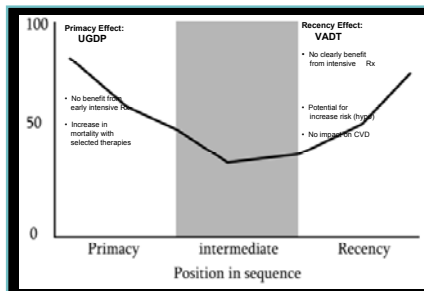 100
50
0
Primacy Effect:
UGDP
• No benefit from
early intensive Rx
• Increase in
mortality with
selected therapies
Recency Effect:
VADT
• No clearly benefit
from intensive Rx
• Potential for
increase risk (hypo)
• No impact on CVD
Primacy intermediate Recency
Position in sequence